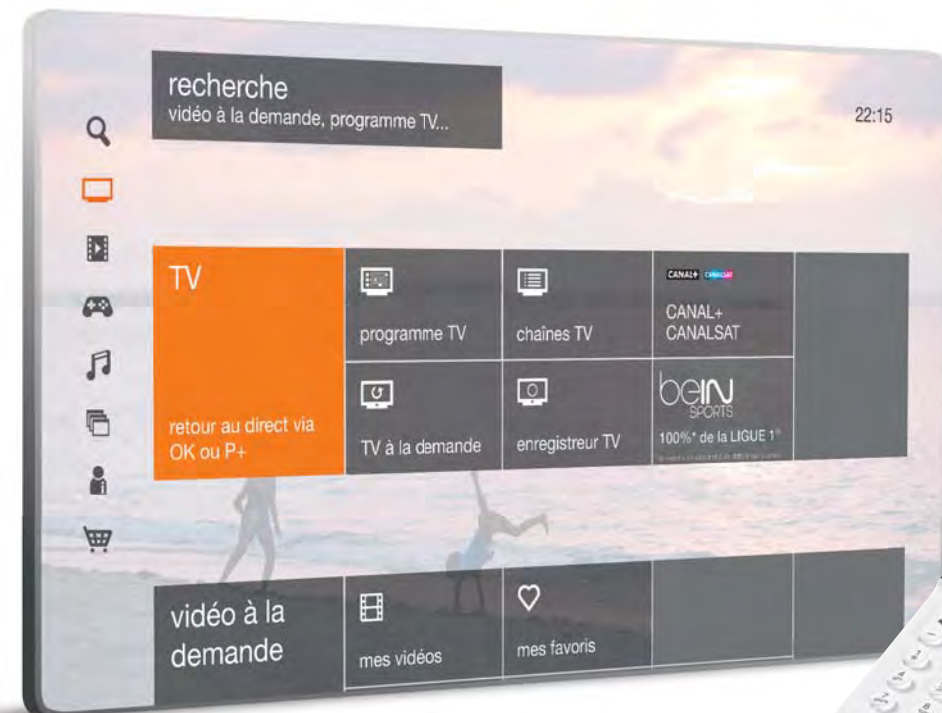 recherche
vidéo à la demande, programme TV...
22:15
TV
retour au direct via
OK ou P+
programme TV
chaînes TV
CANAL+ CANALSAT
CANAL+
CANALSAT
TV à la demande
enregistreur TV
beIN
SPORTS
100%* de la LIGUE 1®
vidéo à la
demande
mes vidéos
mes favoris